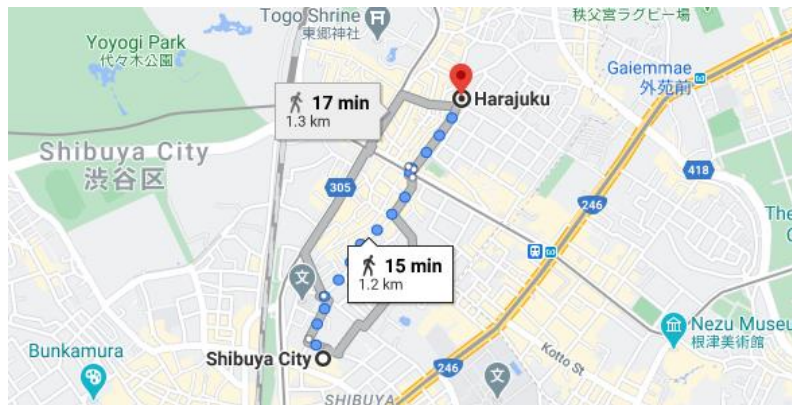 Togo Shrine
東郷神社
秩父宮ラグビー場
Yoyogi Park
代々木公園
Gaiemmae
外苑前
17 min
1.3 km
Harajuku
Shibuya City
渋谷区
305
418
246
15 min
1.2 km
文
The
Nezu Museu
根津美術館
Bunkamura
Shibuya City
Kotto St
246
文
SHIBUYA